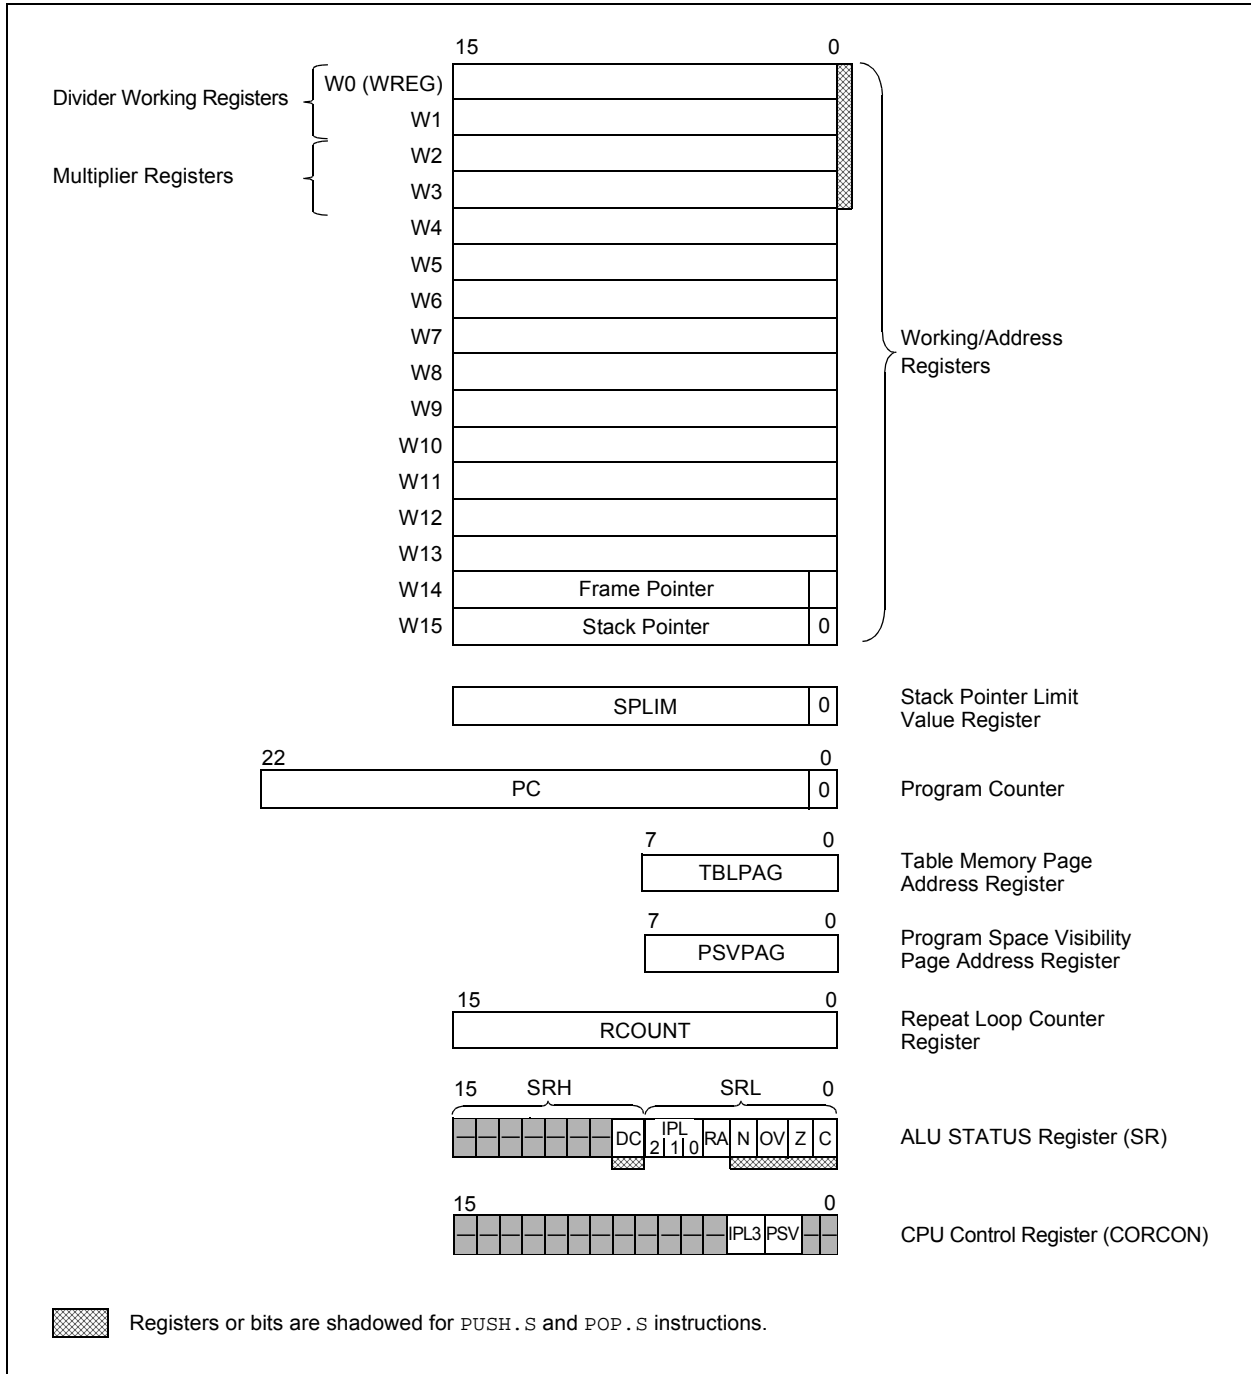 15 0
Divider Working Registers
W0 (WREG)
W1
Multiplier Registers
W2
W3
W4
W5
W6
W7
Working/Address
Registers
W8
W9
W10
W11
W12
W13
W14 Frame Pointer
W15 Stack Pointer 0
SPLIM 0
Stack Pointer Limit
Value Register
22 0
PC 0
Program Counter
7 0
TBLPAG
Table Memory Page
Address Register
7 0
PSVPAG
Program Space Visibility
Page Address Register
15 0
RCOUNT
Repeat Loop Counter
Register
15 SRH SRL 0
— — — — — — — DC IPL RA N OV Z C
2 1 0
ALU STATUS Register (SR)
15 0
— — — — — — — — — — — — IPL3 PSV — —
CPU Control Register (CORCON)
Registers or bits are shadowed for PUSH.S and POP.S instructions.